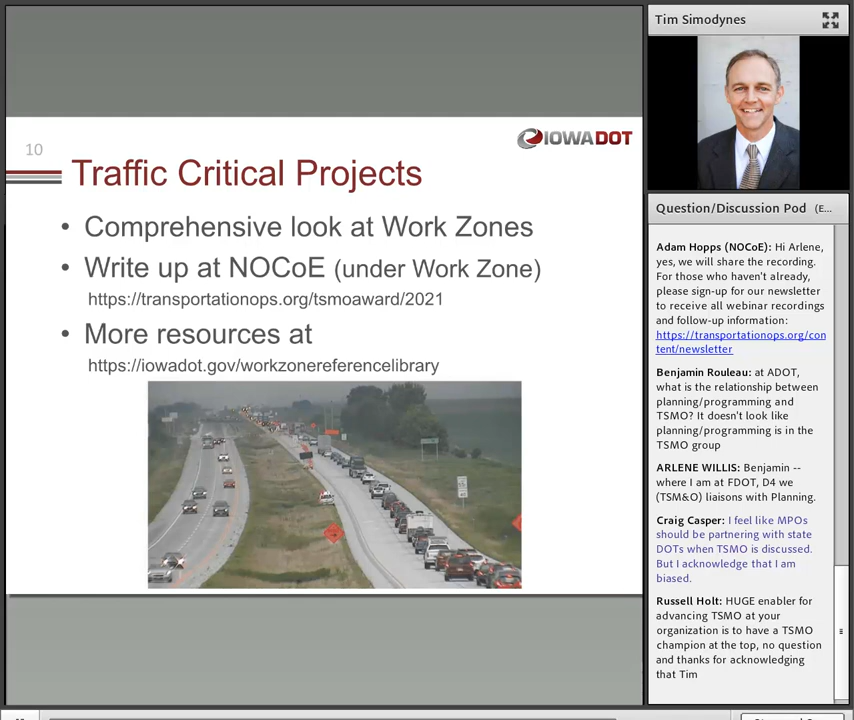 10
IOWADOT
Traffic Critical Projects
• Comprehensive look at Work Zones
• Write up at NOCoE (under Work Zone)
https://transportationops.org/tsmoaward/2021
• More resources at
https://iowadot.gov/workzonereferencelibrary
Tim Simodynes
Question/Discussion Pod (E...
Adam Hopps (NOCoE): Hi Arlene,
yes, we will share the recording.
For those who haven't already,
please sign-up for our newsletter
to receive all webinar recordings
and follow-up information:
https://transportationops.org/con
tent/newsletter
Benjamin Rouleau: at ADOT,
what is the relationship between
planning/programming and
TSMO? It doesn't look like
planning/programming is in the
TSMO group
ARLENE WILLIS: Benjamin --
where I am at FDOT, D4 we
(TSM&O) liaisons with Planning.
Craig Casper: I feel like MPOs
should be partnering with state
DOTs when TSMO is discussed.
But I acknowledge that I am
biased.
Russell Holt: HUGE enabler for
advancing TSMO at your
organization is to have a TSMO
champion at the top, no question
and thanks for acknowledging
that Tim